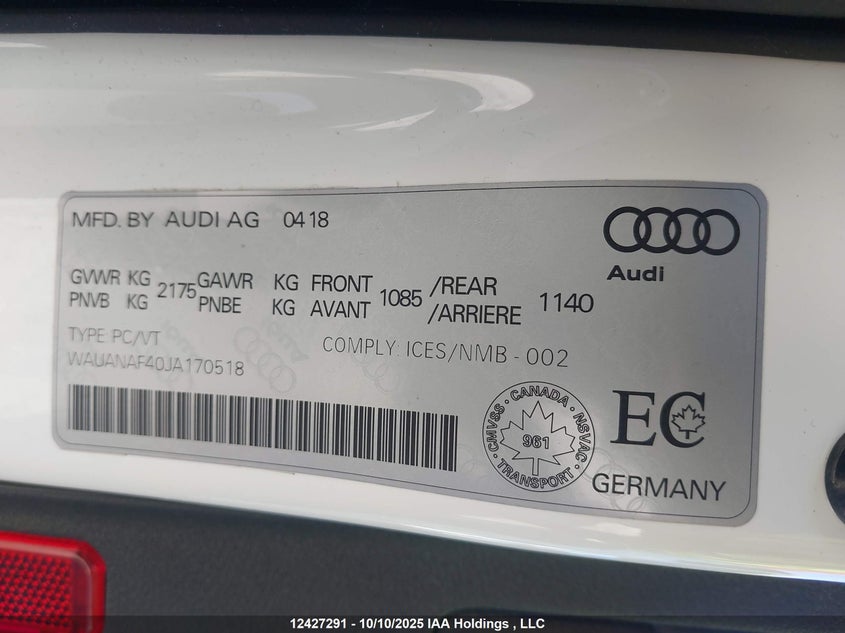 MFD. BY AUDI AG 04 18
Audi
GVWR KG 2175 GAWR KG FRONT 1085 /REAR 1140
PNVB KG PNBE KG AVANT /ARRIERE
TYPE: PC/VT
WAUANAF40JA170518
COMPLY: ICES/NMB - 002
CMVSS • CANADA • NSVAC • TRANSPORT
961
EC
GERMANY
12427291 - 10/10/2025 IAA Holdings , LLC